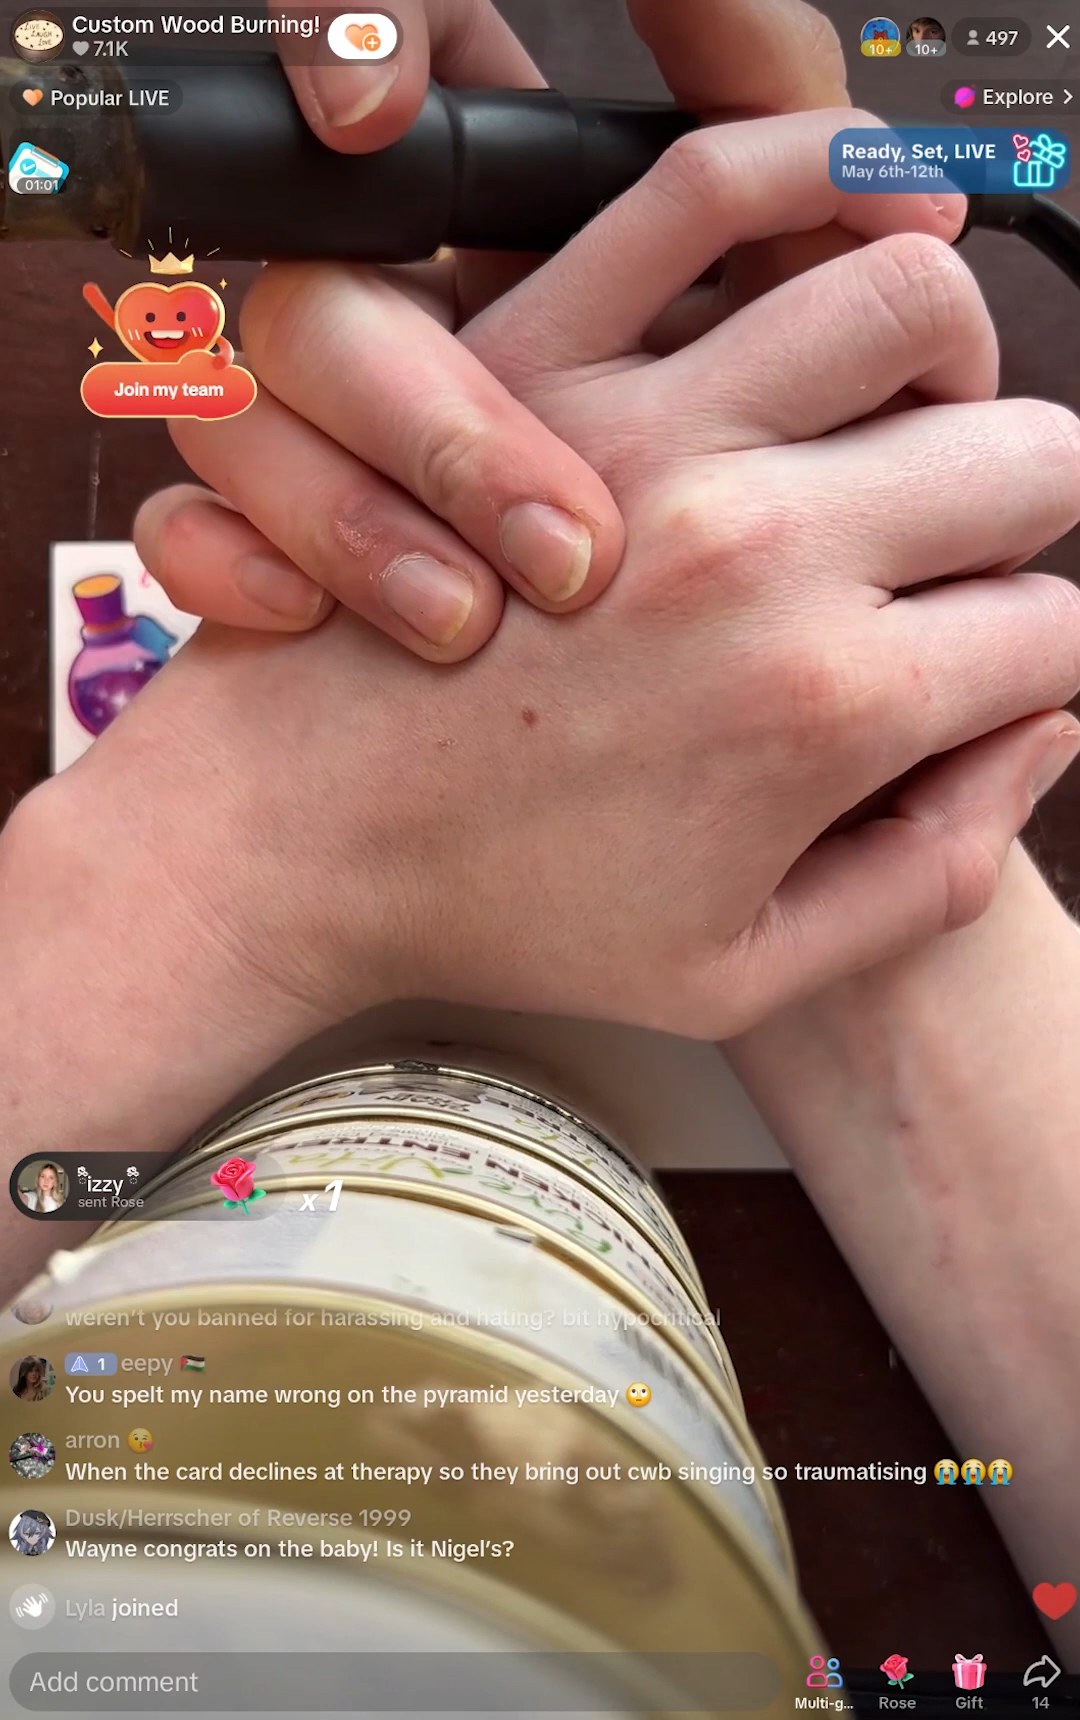 Custom Wood Burning!
7.1K
10+
10+
497
Popular LIVE
Explore >
01:01
Ready, Set, LIVE
May 6th-12th
Join my team
izzy
sent Rose
x1
weren't you banned for harassing and hating? bit hypocritical
1 eepy 🇵🇸
You spelt my name wrong on the pyramid yesterday 🙄
arron 😘
When the card declines at therapy so they bring out cwb singing so traumatising 😭😭😭
Dusk/Herrscher of Reverse 1999
Wayne congrats on the baby! Is it Nigel's?
Lyla joined
Add comment
Multi-g...
Rose
Gift
14